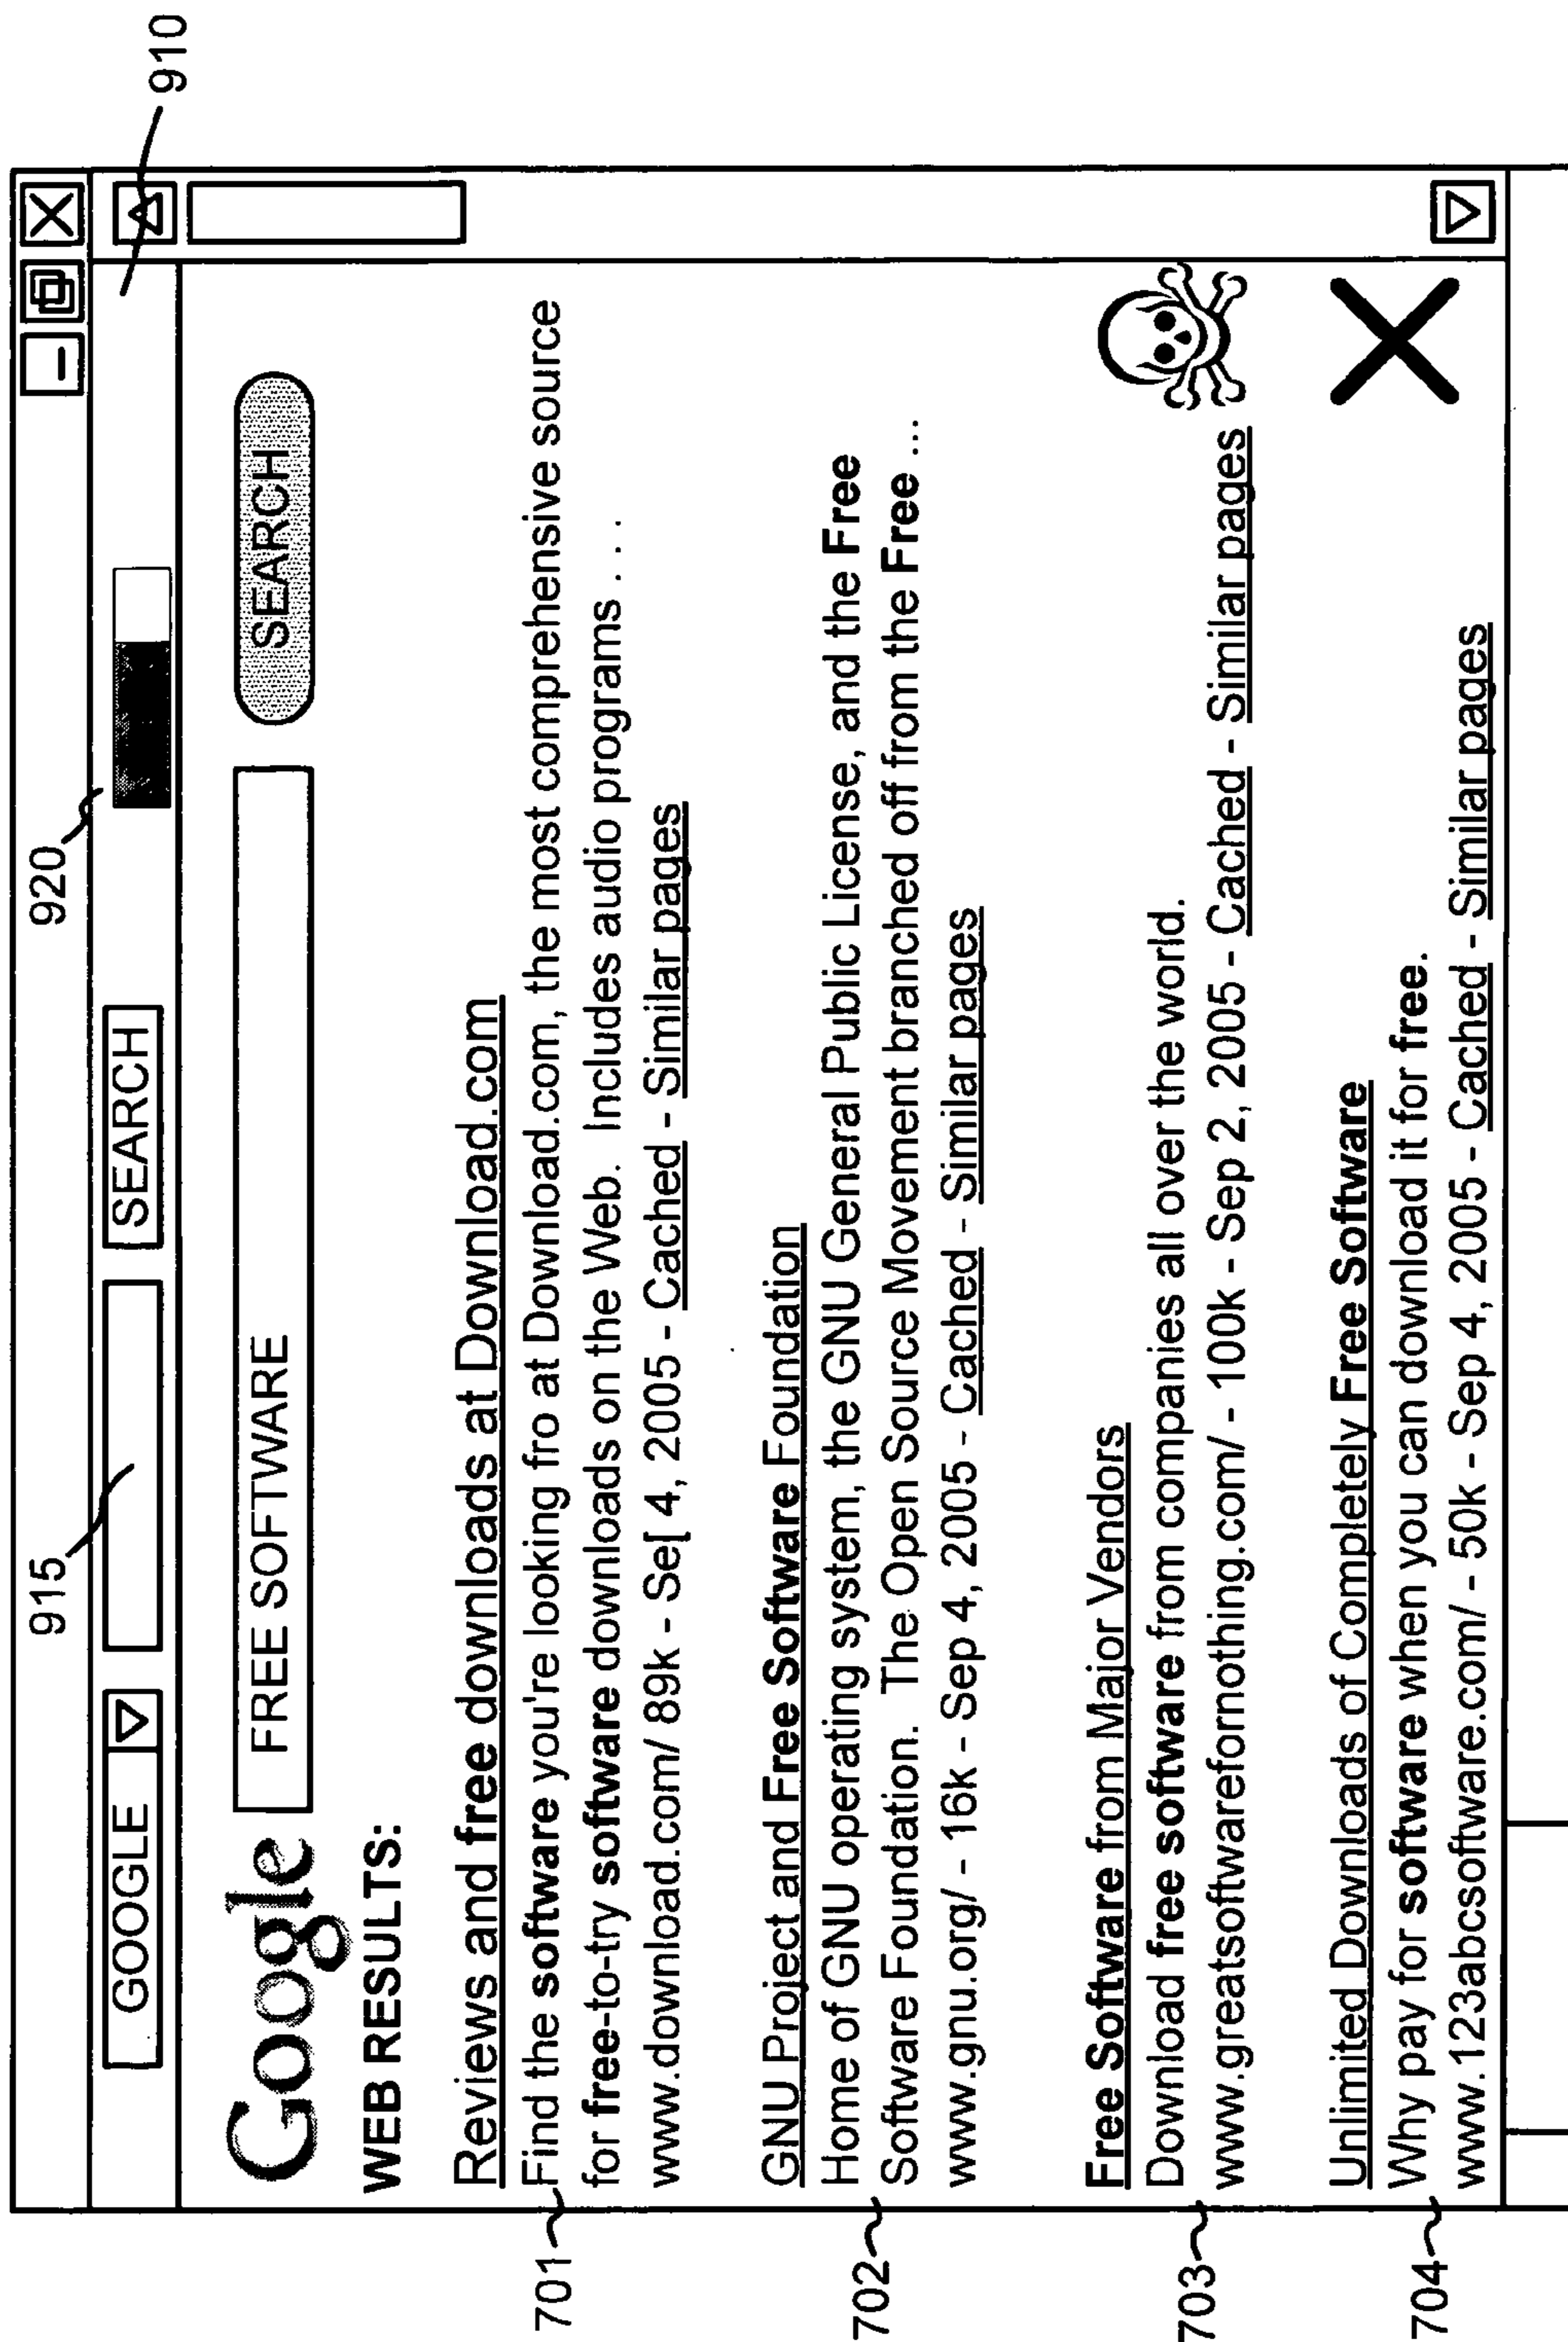 910
920
915
GOOGLE
SEARCH
Google
FREE SOFTWARE
SEARCH
WEB RESULTS:
701
Reviews and free downloads at Download.com
Find the software you're looking fro at Download.com, the most comprehensive source
for free-to-try software downloads on the Web. Includes audio programs . . .
www.download.com/ 89k - Se[ 4, 2005 - Cached - Similar pages
702
GNU Project and Free Software Foundation
Home of GNU operating system, the GNU General Public License, and the Free
Software Foundation. The Open Source Movement branched off from the Free ...
www.gnu.org/ - 16k - Sep 4, 2005 - Cached - Similar pages
703
Free Software from Major Vendors
Download free software from companies all over the world.
www.greatsoftwarefornothing.com/ - 100k - Sep 2, 2005 - Cached - Similar pages
704
Unlimited Downloads of Completely Free Software
Why pay for software when you can download it for free.
www.123abcsoftware.com/ - 50k - Sep 4, 2005 - Cached - Similar pages